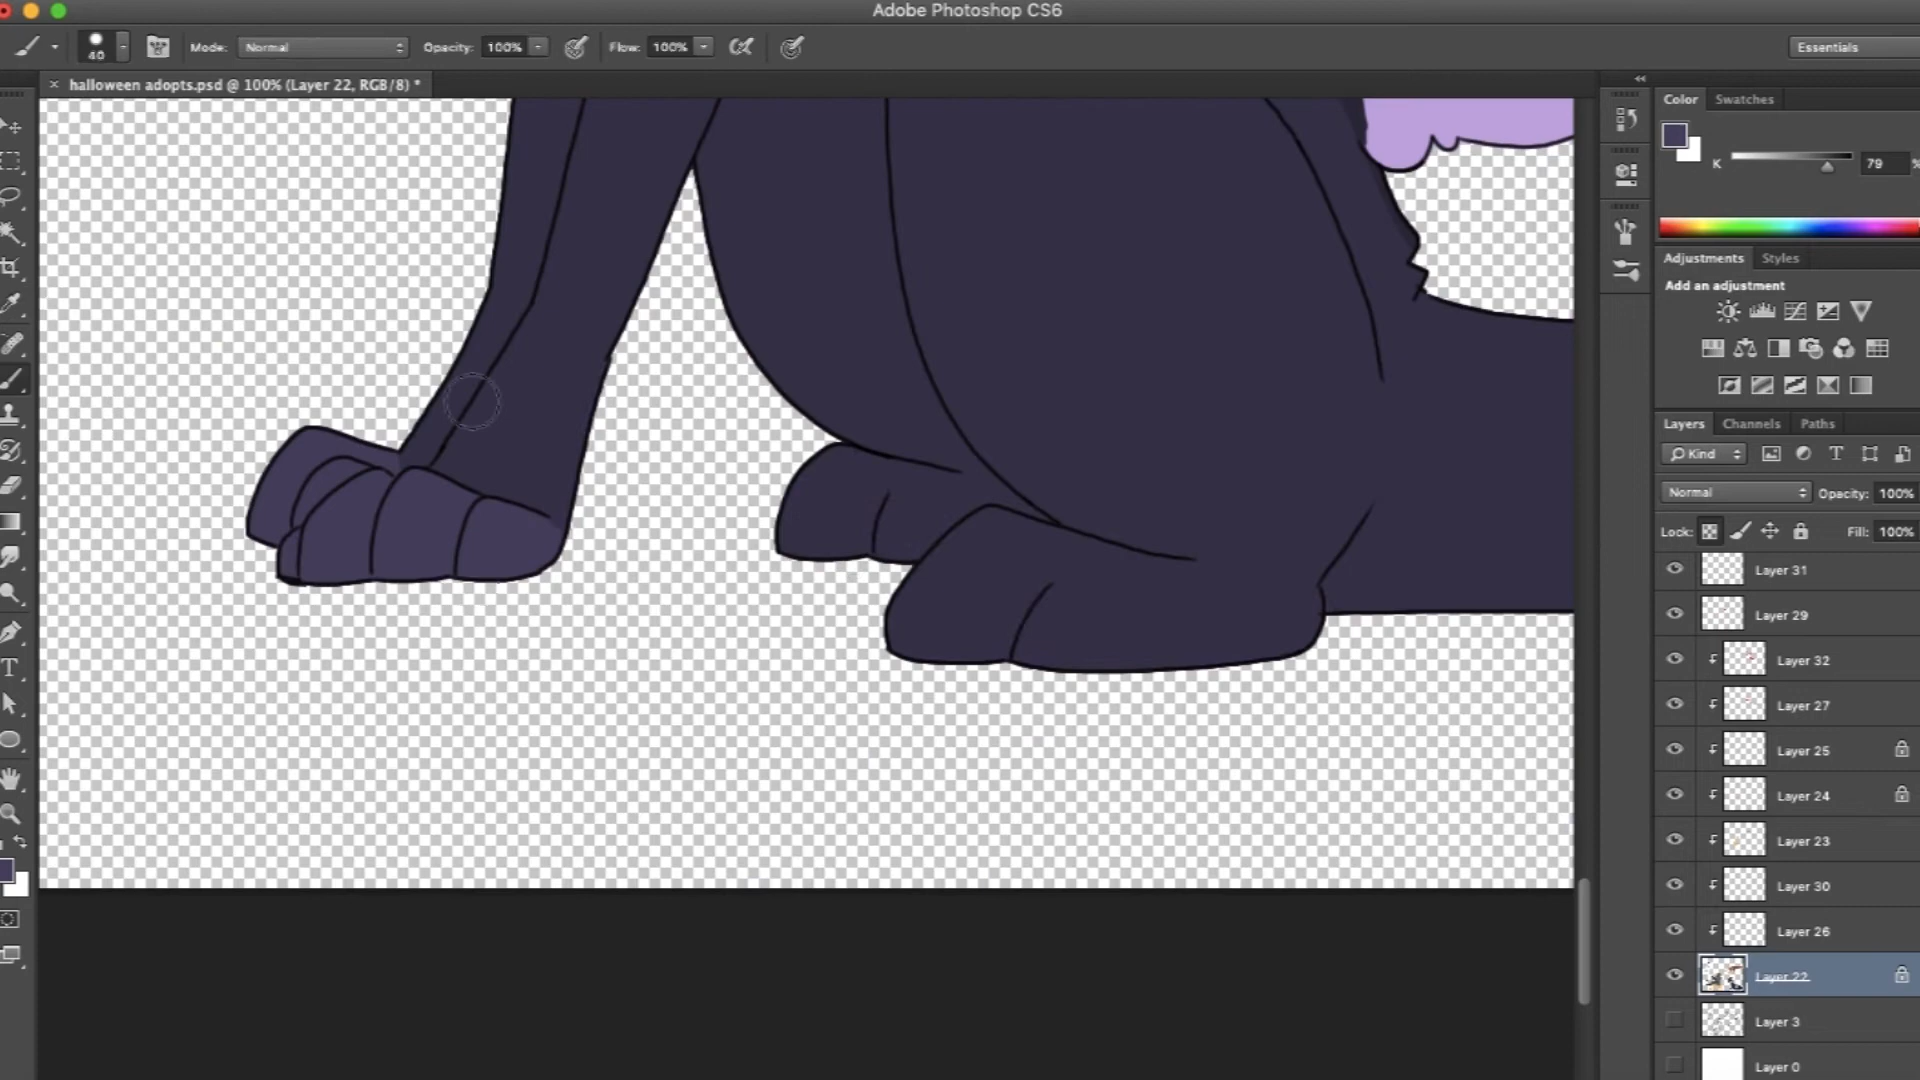 Adobe Photoshop CS6
40
Mode: Normal
Opacity: 100%
Flow: 100%
Essentials
× halloween adopts.psd @ 100% (Layer 22, RGB/8) *
Color Swatches
K 79 %
Adjustments Styles
Add an adjustment
Layers Channels Paths
Kind
Normal Opacity: 100%
Lock: Fill: 100%
Layer 31
Layer 29
Layer 32
Layer 27
Layer 25
Layer 24
Layer 23
Layer 30
Layer 26
Layer 22
Layer 3
Layer 0